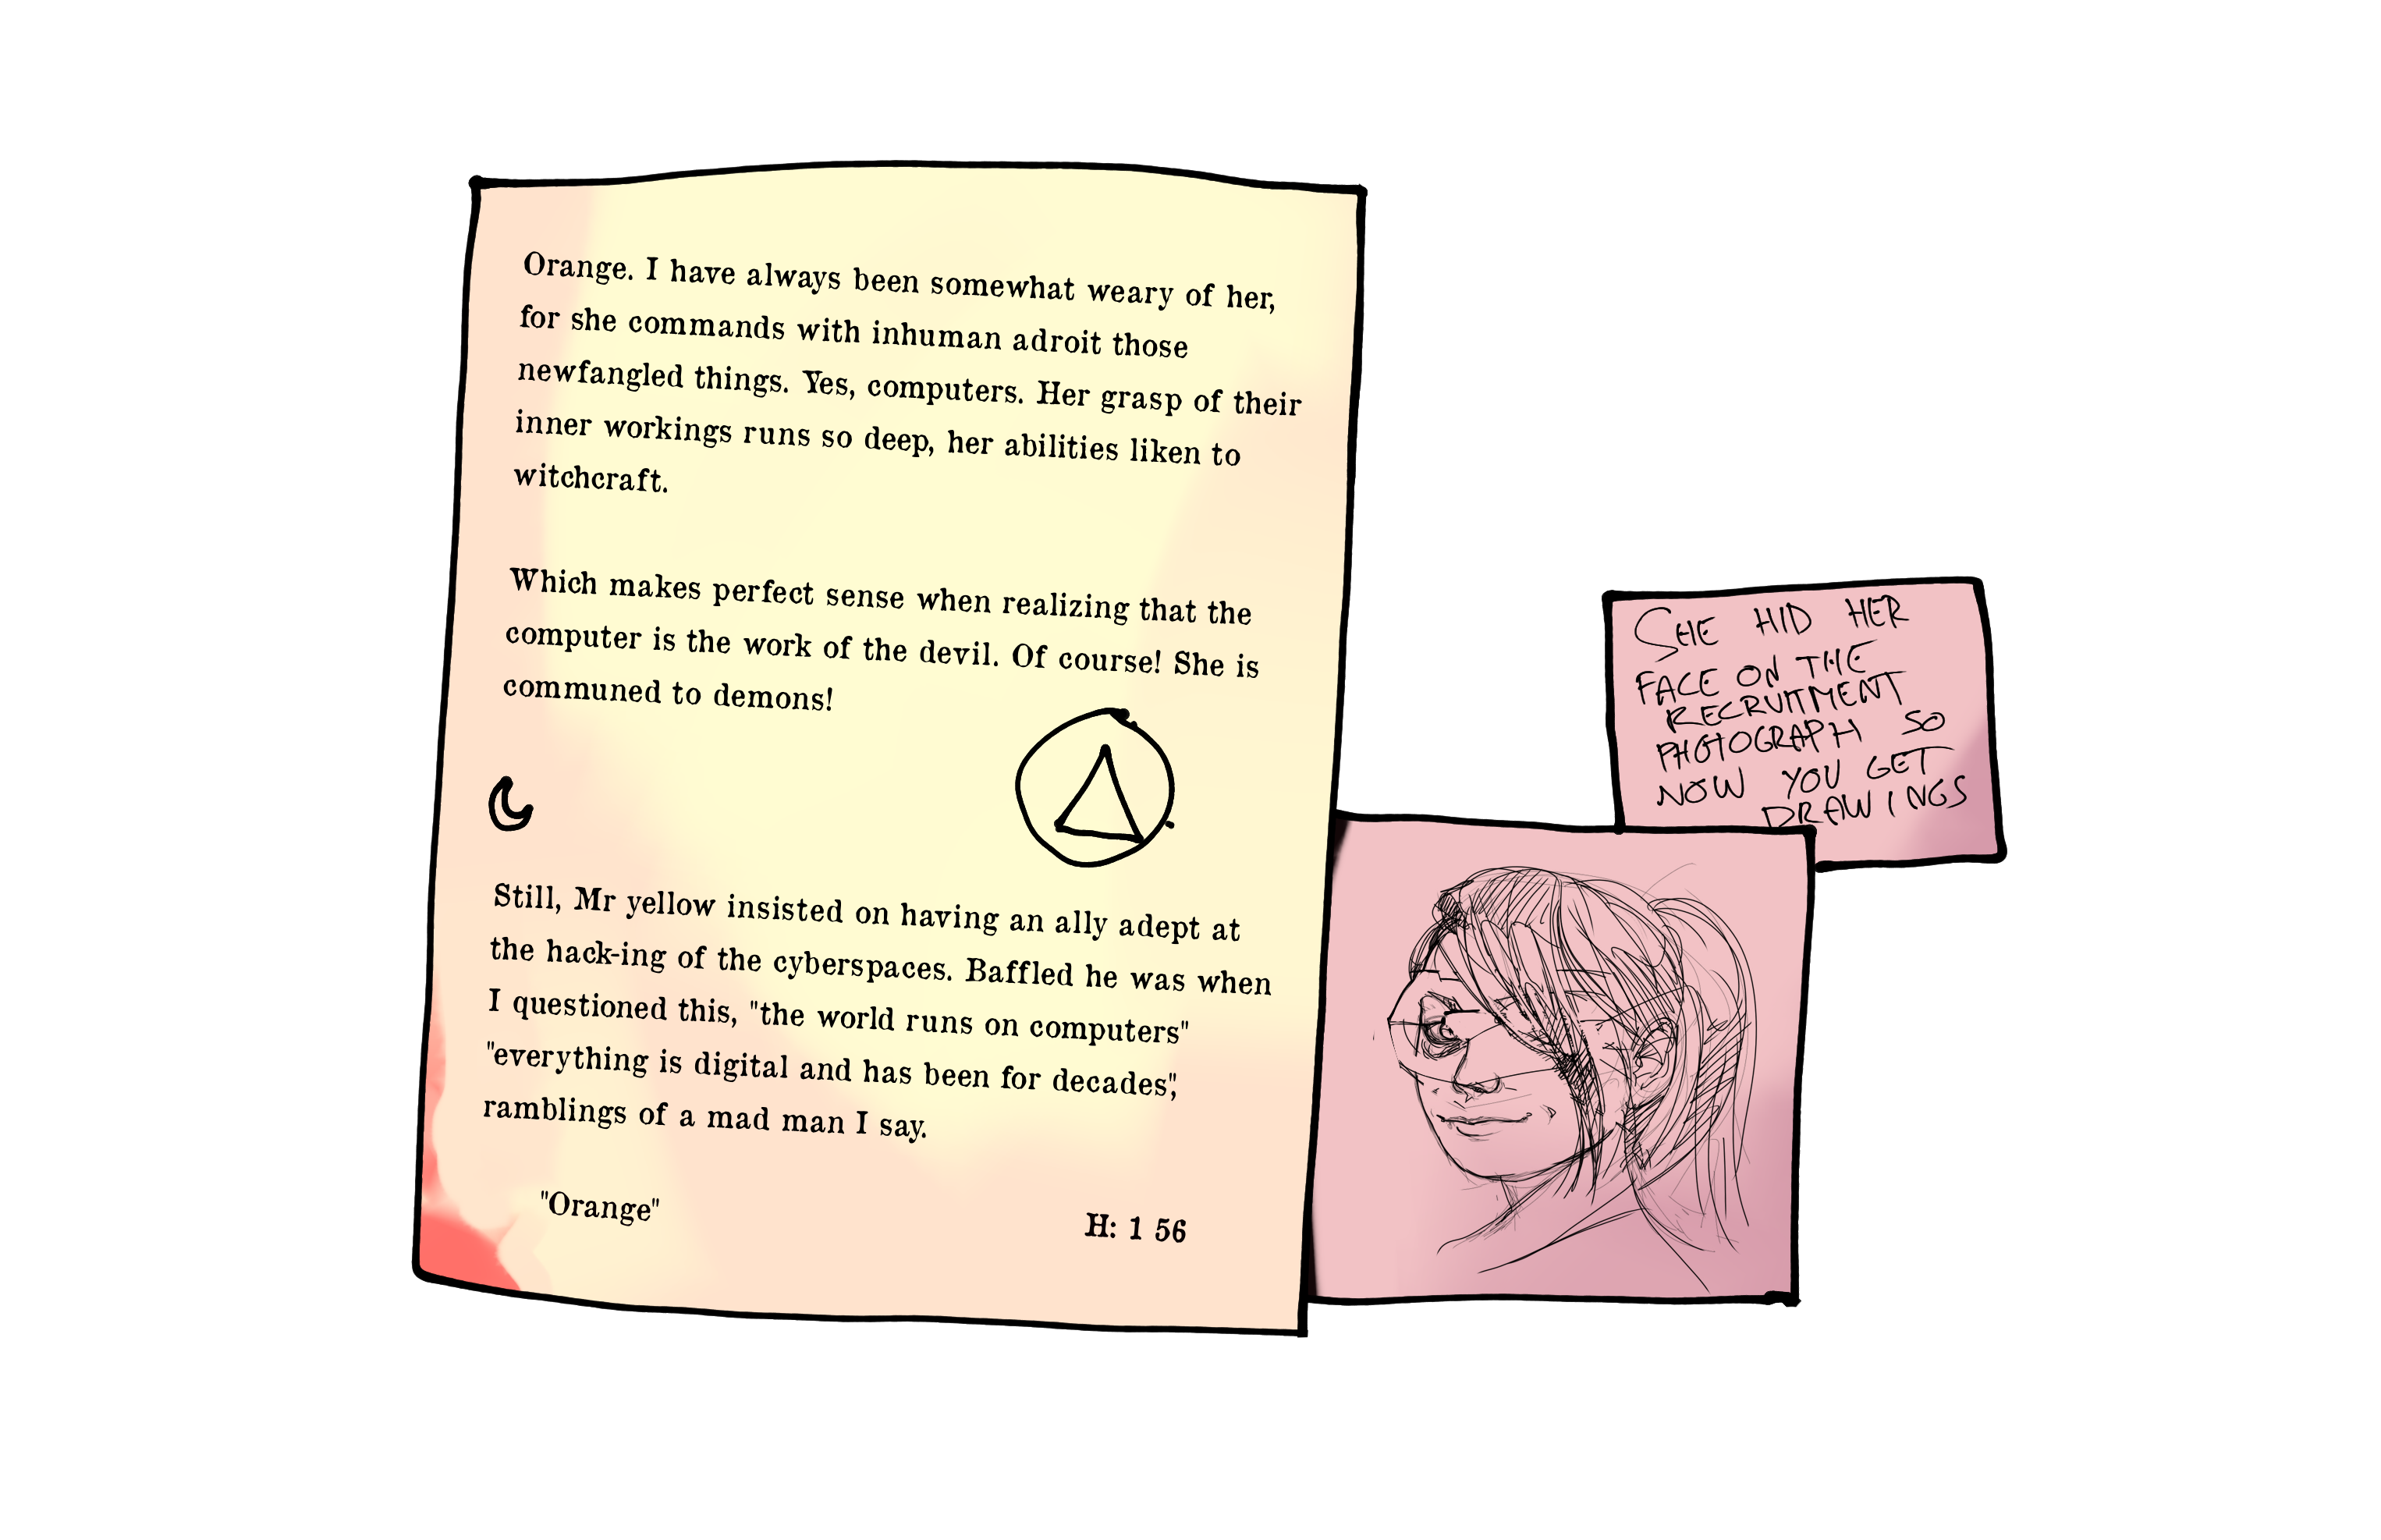 Orange. I have always been somewhat weary of her,
for she commands with inhuman adroit those
newfangled things. Yes, computers. Her grasp of their
inner workings runs so deep, her abilities liken to
witchcraft.
Which makes perfect sense when realizing that the
computer is the work of the devil. Of course! She is
communed to demons!
Still, Mr yellow insisted on having an ally adept at
the hack-ing of the cyberspaces. Baffled he was when
I questioned this, "the world runs on computers"
"everything is digital and has been for decades",
ramblings of a mad man I say.
"Orange"
H: 1 56
SHE HID HER
FACE ON THE
RECRUITMENT
PHOTOGRAPH SO
NOW YOU GET
DRAWINGS